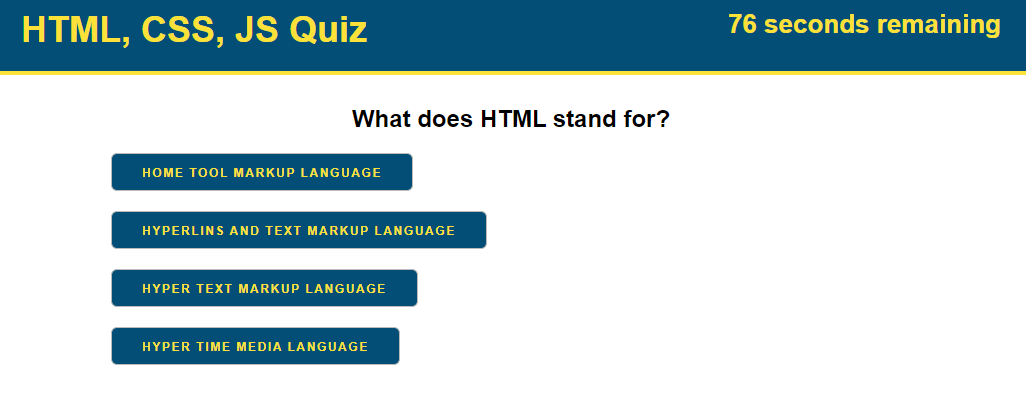 HTML, CSS, JS Quiz
76 seconds remaining
What does HTML stand for?
HOME TOOL MARKUP LANGUAGE
HYPERLINS AND TEXT MARKUP LANGUAGE
HYPER TEXT MARKUP LANGUAGE
HYPER TIME MEDIA LANGUAGE